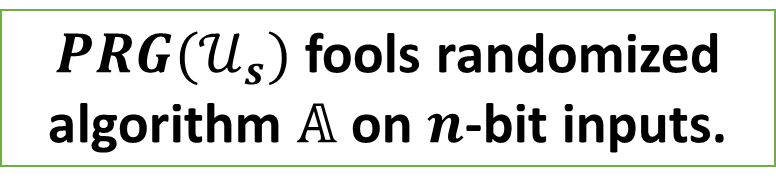 𝑷𝑹𝑮(𝒰ₛ) fools randomized
algorithm 𝔸 on 𝒏-bit inputs.